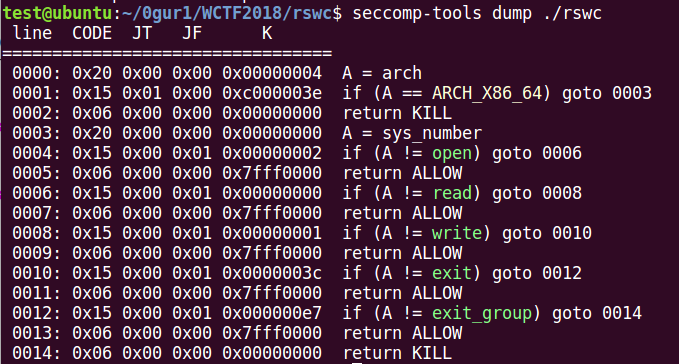 test@ubuntu:~/0gur1/WCTF2018/rswc$ seccomp-tools dump ./rswc
line CODE JT JF K
=================================
0000: 0x20 0x00 0x00 0x00000004 A = arch
0001: 0x15 0x01 0x00 0xc000003e if (A == ARCH_X86_64) goto 0003
0002: 0x06 0x00 0x00 0x00000000 return KILL
0003: 0x20 0x00 0x00 0x00000000 A = sys_number
0004: 0x15 0x00 0x01 0x00000002 if (A != open) goto 0006
0005: 0x06 0x00 0x00 0x7fff0000 return ALLOW
0006: 0x15 0x00 0x01 0x00000000 if (A != read) goto 0008
0007: 0x06 0x00 0x00 0x7fff0000 return ALLOW
0008: 0x15 0x00 0x01 0x00000001 if (A != write) goto 0010
0009: 0x06 0x00 0x00 0x7fff0000 return ALLOW
0010: 0x15 0x00 0x01 0x0000003c if (A != exit) goto 0012
0011: 0x06 0x00 0x00 0x7fff0000 return ALLOW
0012: 0x15 0x00 0x01 0x000000e7 if (A != exit_group) goto 0014
0013: 0x06 0x00 0x00 0x7fff0000 return ALLOW
0014: 0x06 0x00 0x00 0x00000000 return KILL